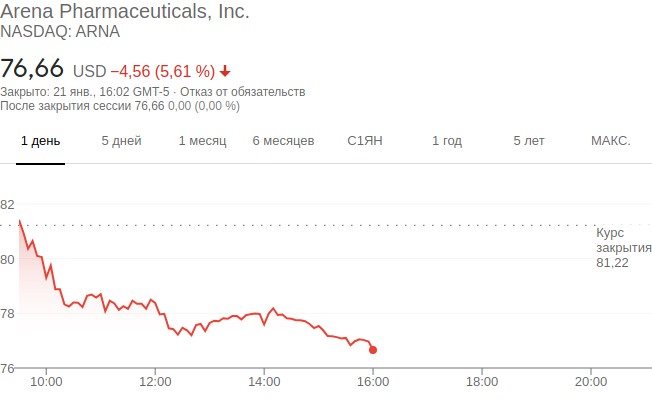 Arena Pharmaceuticals, Inc.
NASDAQ: ARNA
76,66 USD −4,56 (5,61 %)
Закрыто: 21 янв., 16:02 GMT-5 · Отказ от обязательств
После закрытия сессии 76,66 0,00 (0,00 %)
1 день 5 дней 1 месяц 6 месяцев С1ЯН 1 год 5 лет МАКС.
82
Курс
закрытия
81,22
80
78
76
10:00 12:00 14:00 16:00 18:00 20:00